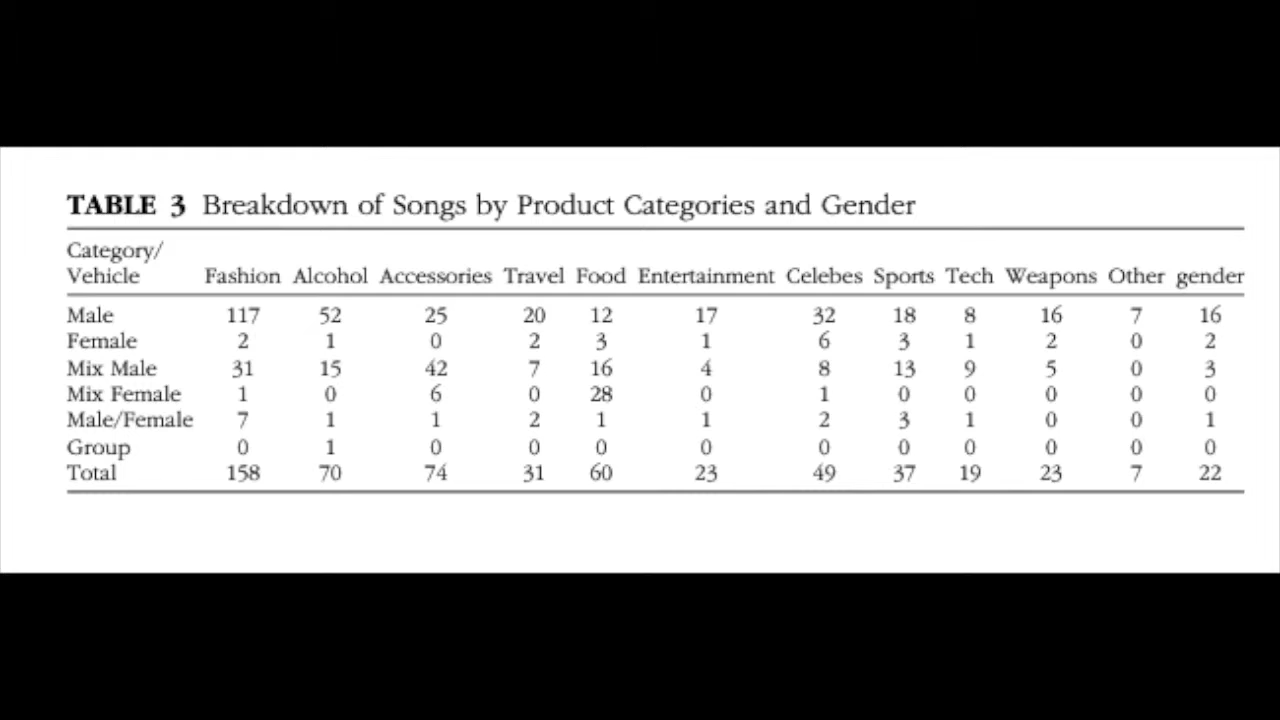 TABLE 3 Breakdown of Songs by Product Categories and Gender
Category/
Vehicle Fashion Alcohol Accessories Travel Food Entertainment Celebes Sports Tech Weapons Other gender
Male 117 52 25 20 12 17 32 18 8 16 7 16
Female 2 1 0 2 3 1 6 3 1 2 0 2
Mix Male 31 15 42 7 16 4 8 13 9 5 0 3
Mix Female 1 0 6 0 28 0 1 0 0 0 0 0
Male/Female 7 1 1 2 1 1 2 3 1 0 0 1
Group 0 1 0 0 0 0 0 0 0 0 0 0
Total 158 70 74 31 60 23 49 37 19 23 7 22